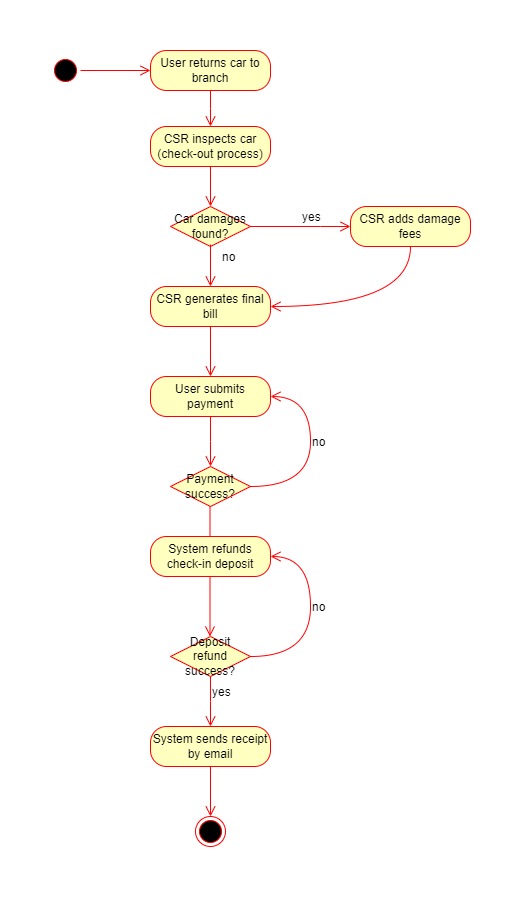 User returns car to
branch
CSR inspects car
(check-out process)
Car damages
found?
yes
CSR adds damage
fees
no
CSR generates final
bill
User submits
payment
no
Payment
success?
System refunds
check-in deposit
no
Deposit
refund
success?
yes
System sends receipt
by email